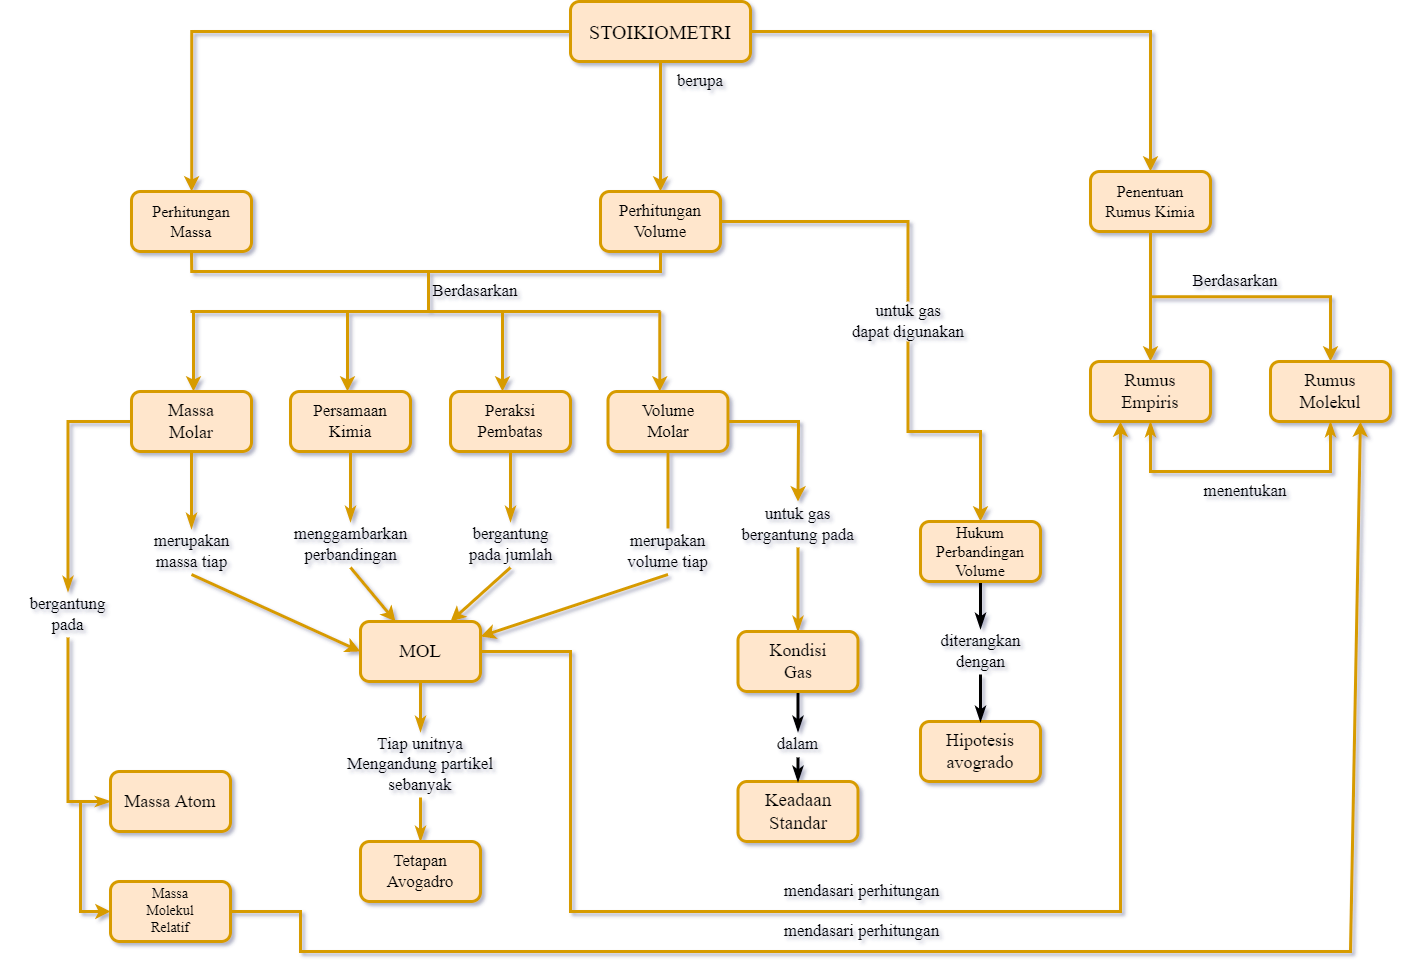 STOIKIOMETRI
berupa
Perhitungan
Massa
Perhitungan
Volume
Penentuan
Rumus Kimia
Berdasarkan
Berdasarkan
untuk gas
dapat digunakan
Massa
Molar
Persamaan
Kimia
Peraksi
Pembatas
Volume
Molar
Rumus
Empiris
Rumus
Molekul
menentukan
merupakan
massa tiap
menggambarkan
perbandingan
bergantung
pada jumlah
merupakan
volume tiap
untuk gas
bergantung pada
Hukum
Perbandingan
Volume
bergantung
pada
MOL
Kondisi
Gas
diterangkan
dengan
Tiap unitnya
Mengandung partikel
sebanyak
dalam
Hipotesis
avogrado
Massa Atom
Keadaan
Standar
Tetapan
Avogadro
Massa
Molekul
Relatif
mendasari perhitungan
mendasari perhitungan